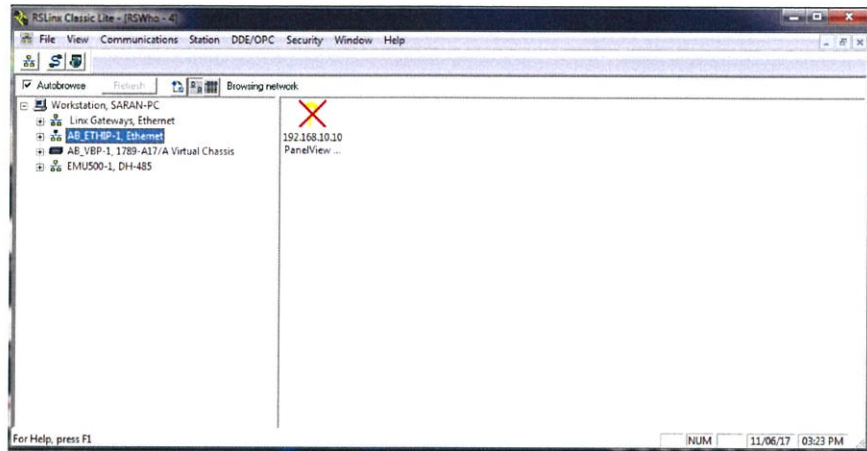 RSLinx Classic Lite - [RSWho - 4]
File View Communications Station DDE/OPC Security Window Help
Autobrowse Refresh Browsing network
Workstation, SARAN-PC
Linx Gateways, Ethernet
AB_ETHIP-1, Ethernet
AB_VBP-1, 1789-A17/A Virtual Chassis
EMU500-1, DH-485
192.168.10.10
PanelView ...
For Help, press F1
NUM 11/06/17 03:23 PM